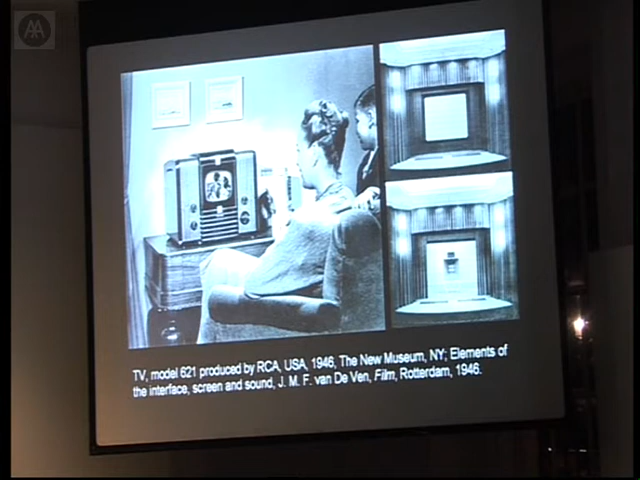 AA
TV, model 621 produced by RCA, USA, 1946, The New Museum, NY; Elements of
the interface, screen and sound, J. M. F. van De Ven, Film, Rotterdam, 1946.